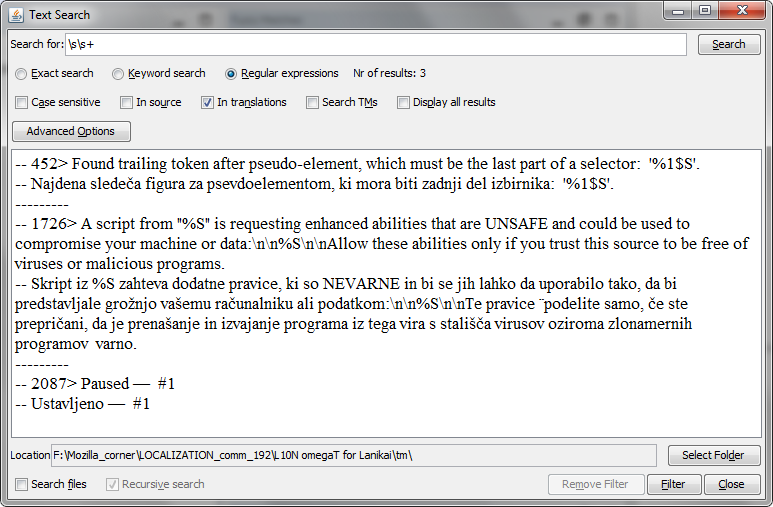 Text Search
Search for: \s\s+ Search
Exact search Keyword search Regular expressions Nr of results: 3
Case sensitive In source In translations Search TMs Display all results
Advanced Options
-- 452> Found trailing token after pseudo-element, which must be the last part of a selector:  '%1$S'.
-- Najdena sledeča figura za psevdoelementom, ki mora biti zadnji del izbirnika:  '%1$S'.
---------
-- 1726> A script from "%S" is requesting enhanced abilities that are UNSAFE and could be used to
compromise your machine or data:\n\n%S\n\nAllow these abilities only if you trust this source to be free of
viruses or malicious programs.
-- Skript iz %S zahteva dodatne pravice, ki so NEVARNE in bi se jih lahko da uporabilo tako, da bi
predstavljale grožnjo vašemu računalniku ali podatkom:\n\n%S\n\nTe pravice ¨podelite samo, če ste
prepričani, da je prenašanje in izvajanje programa iz tega vira s stališča virusov oziroma zlonamernih
programov  varno.
---------
-- 2087> Paused —  #1
-- Ustavljeno —  #1
Location F:\Mozilla_corner\LOCALIZATION_comm_192\L10N omegaT for Lanikai\tm\ Select Folder
Search files Recursive search Remove Filter Filter Close